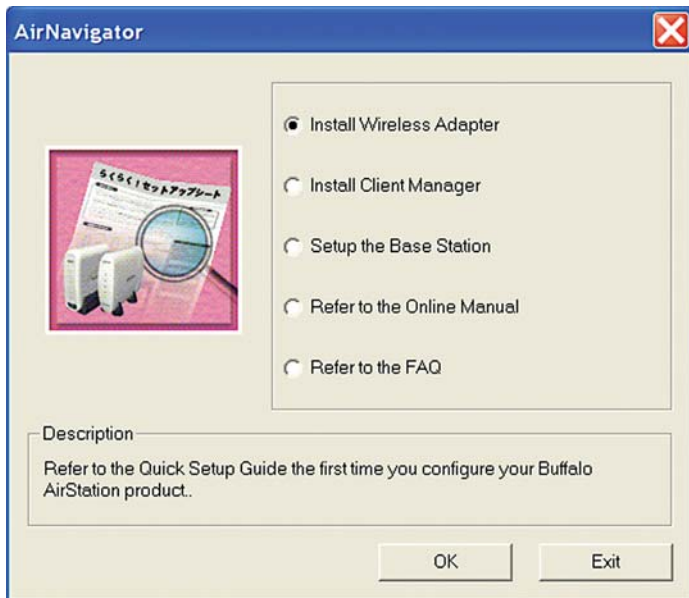 AirNavigator
らくらく!セットアップシート
Install Wireless Adapter
Install Client Manager
Setup the Base Station
Refer to the Online Manual
Refer to the FAQ
Description
Refer to the Quick Setup Guide the first time you configure your Buffalo
AirStation product..
OK
Exit